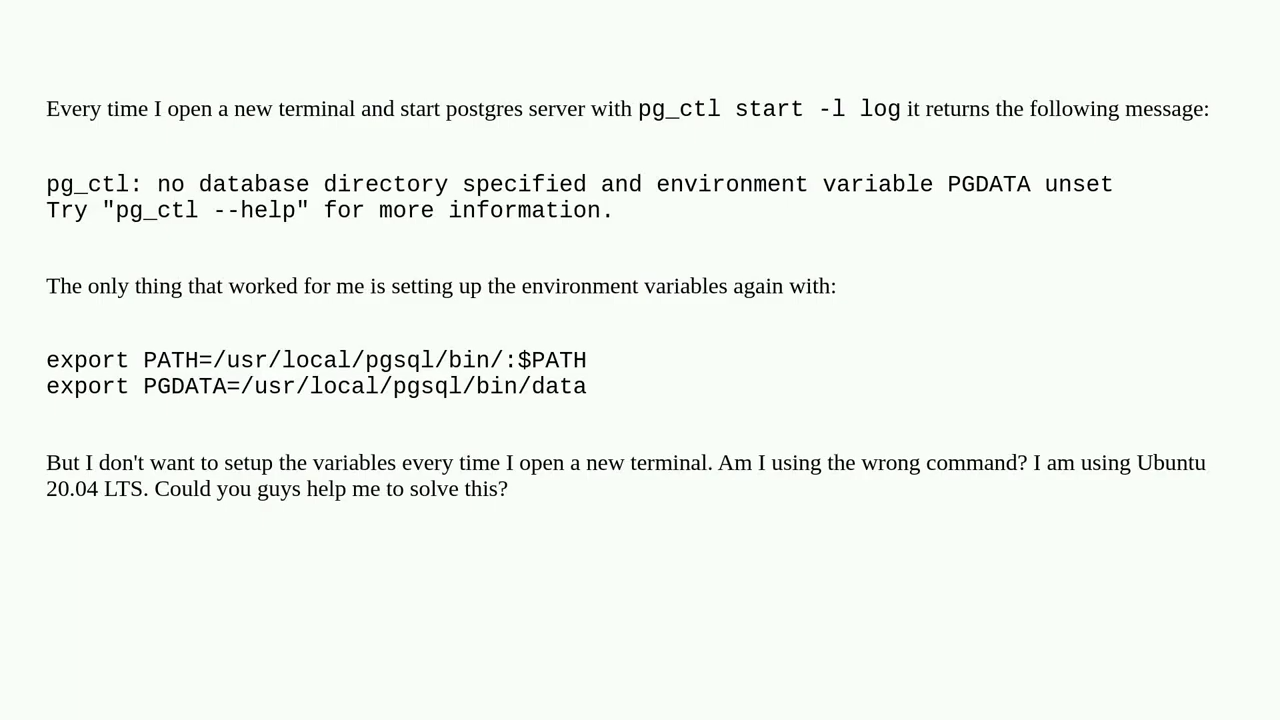 Every time I open a new terminal and start postgres server with pg_ctl start -l log it returns the following message:
pg_ctl: no database directory specified and environment variable PGDATA unset
Try "pg_ctl --help" for more information.
The only thing that worked for me is setting up the environment variables again with:
export PATH=/usr/local/pgsql/bin/:$PATH
export PGDATA=/usr/local/pgsql/bin/data
But I don't want to setup the variables every time I open a new terminal. Am I using the wrong command? I am using Ubuntu
20.04 LTS. Could you guys help me to solve this?